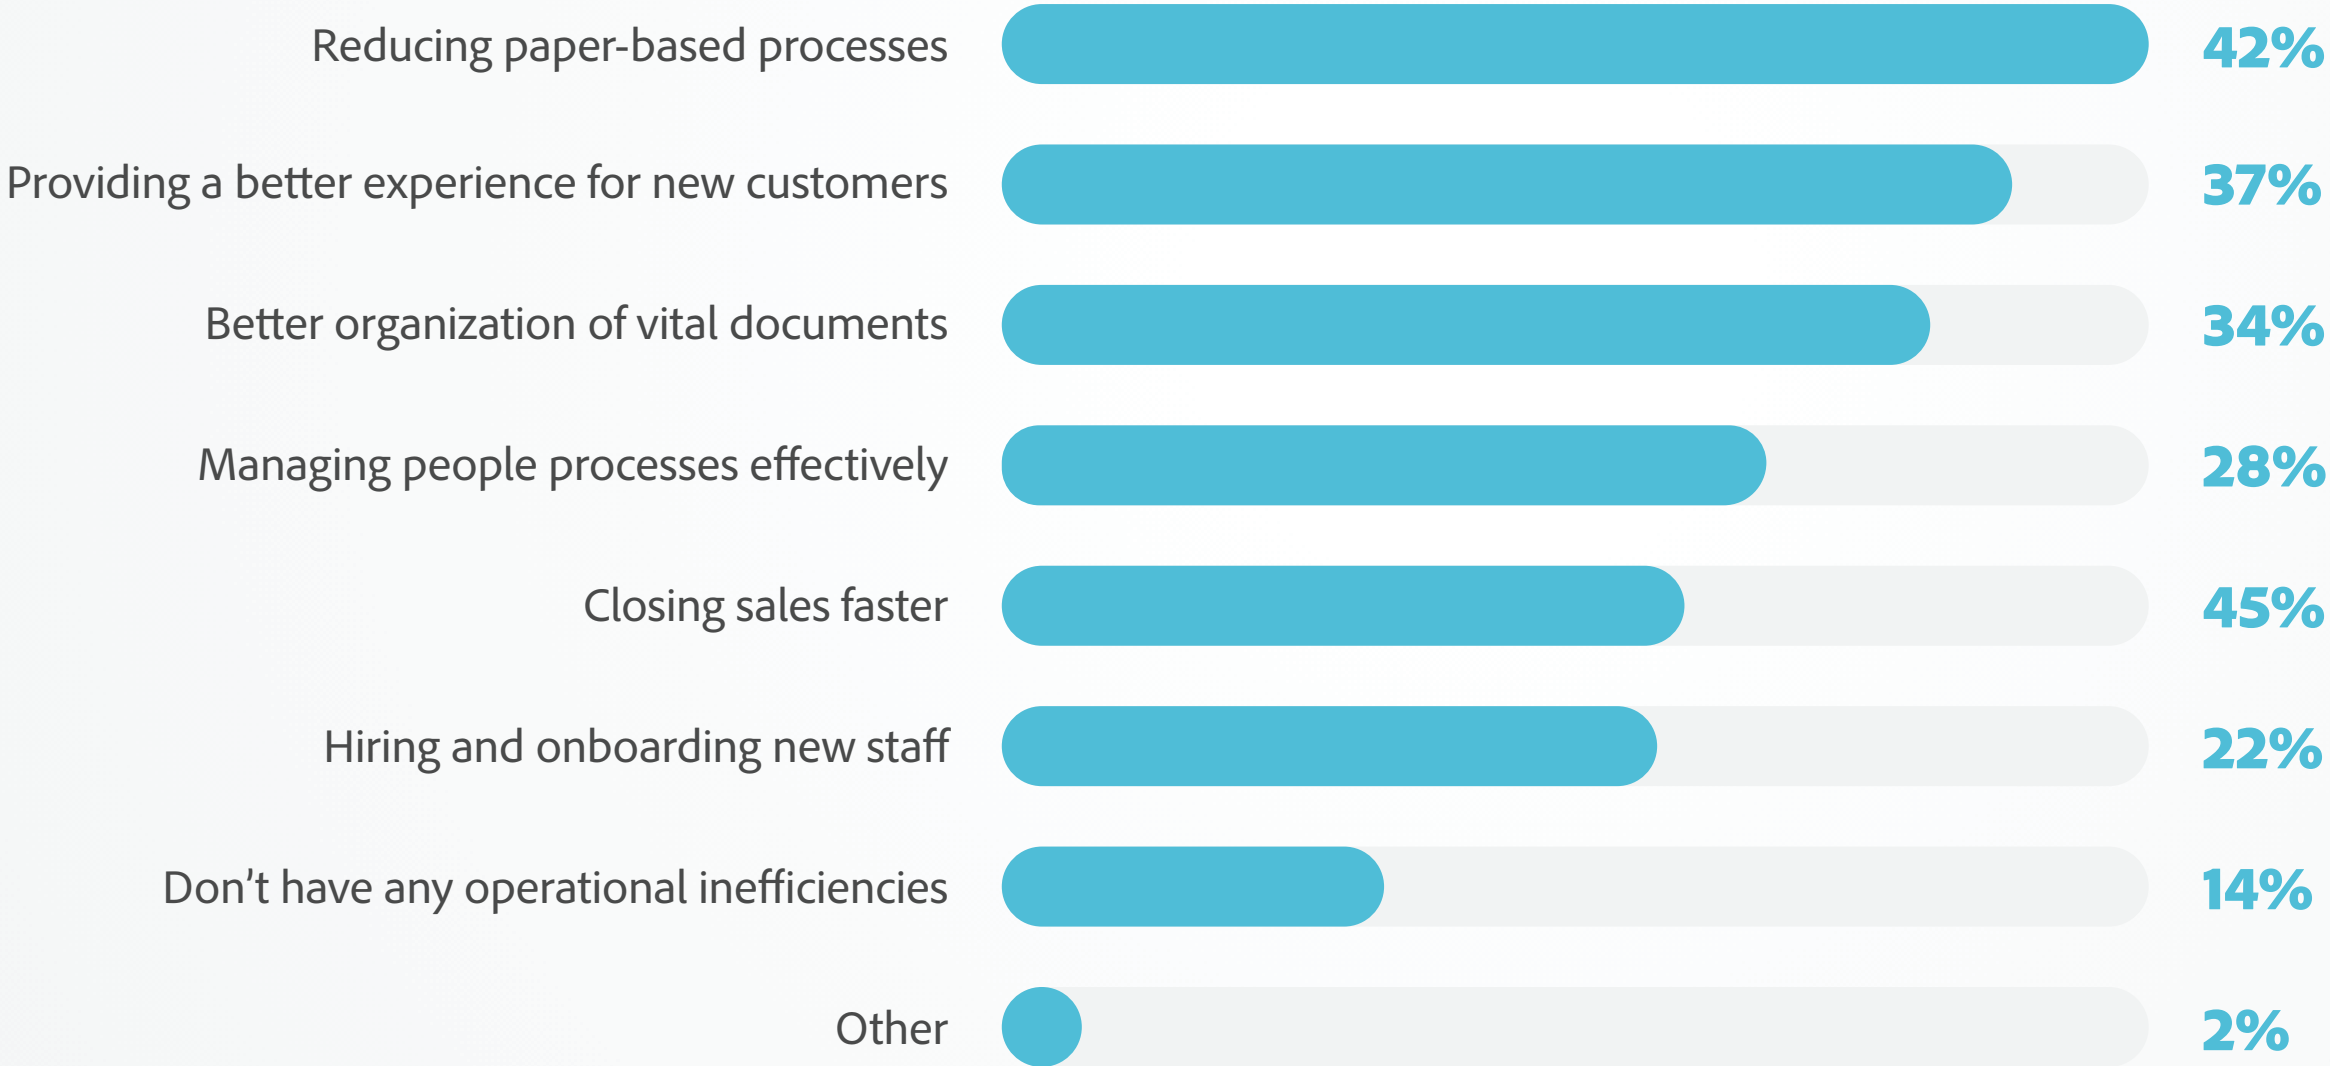 Reducing paper-based processes 42%
Providing a better experience for new customers 37%
Better organization of vital documents 34%
Managing people processes effectively 28%
Closing sales faster 45%
Hiring and onboarding new staff 22%
Don’t have any operational inefficiencies 14%
Other 2%